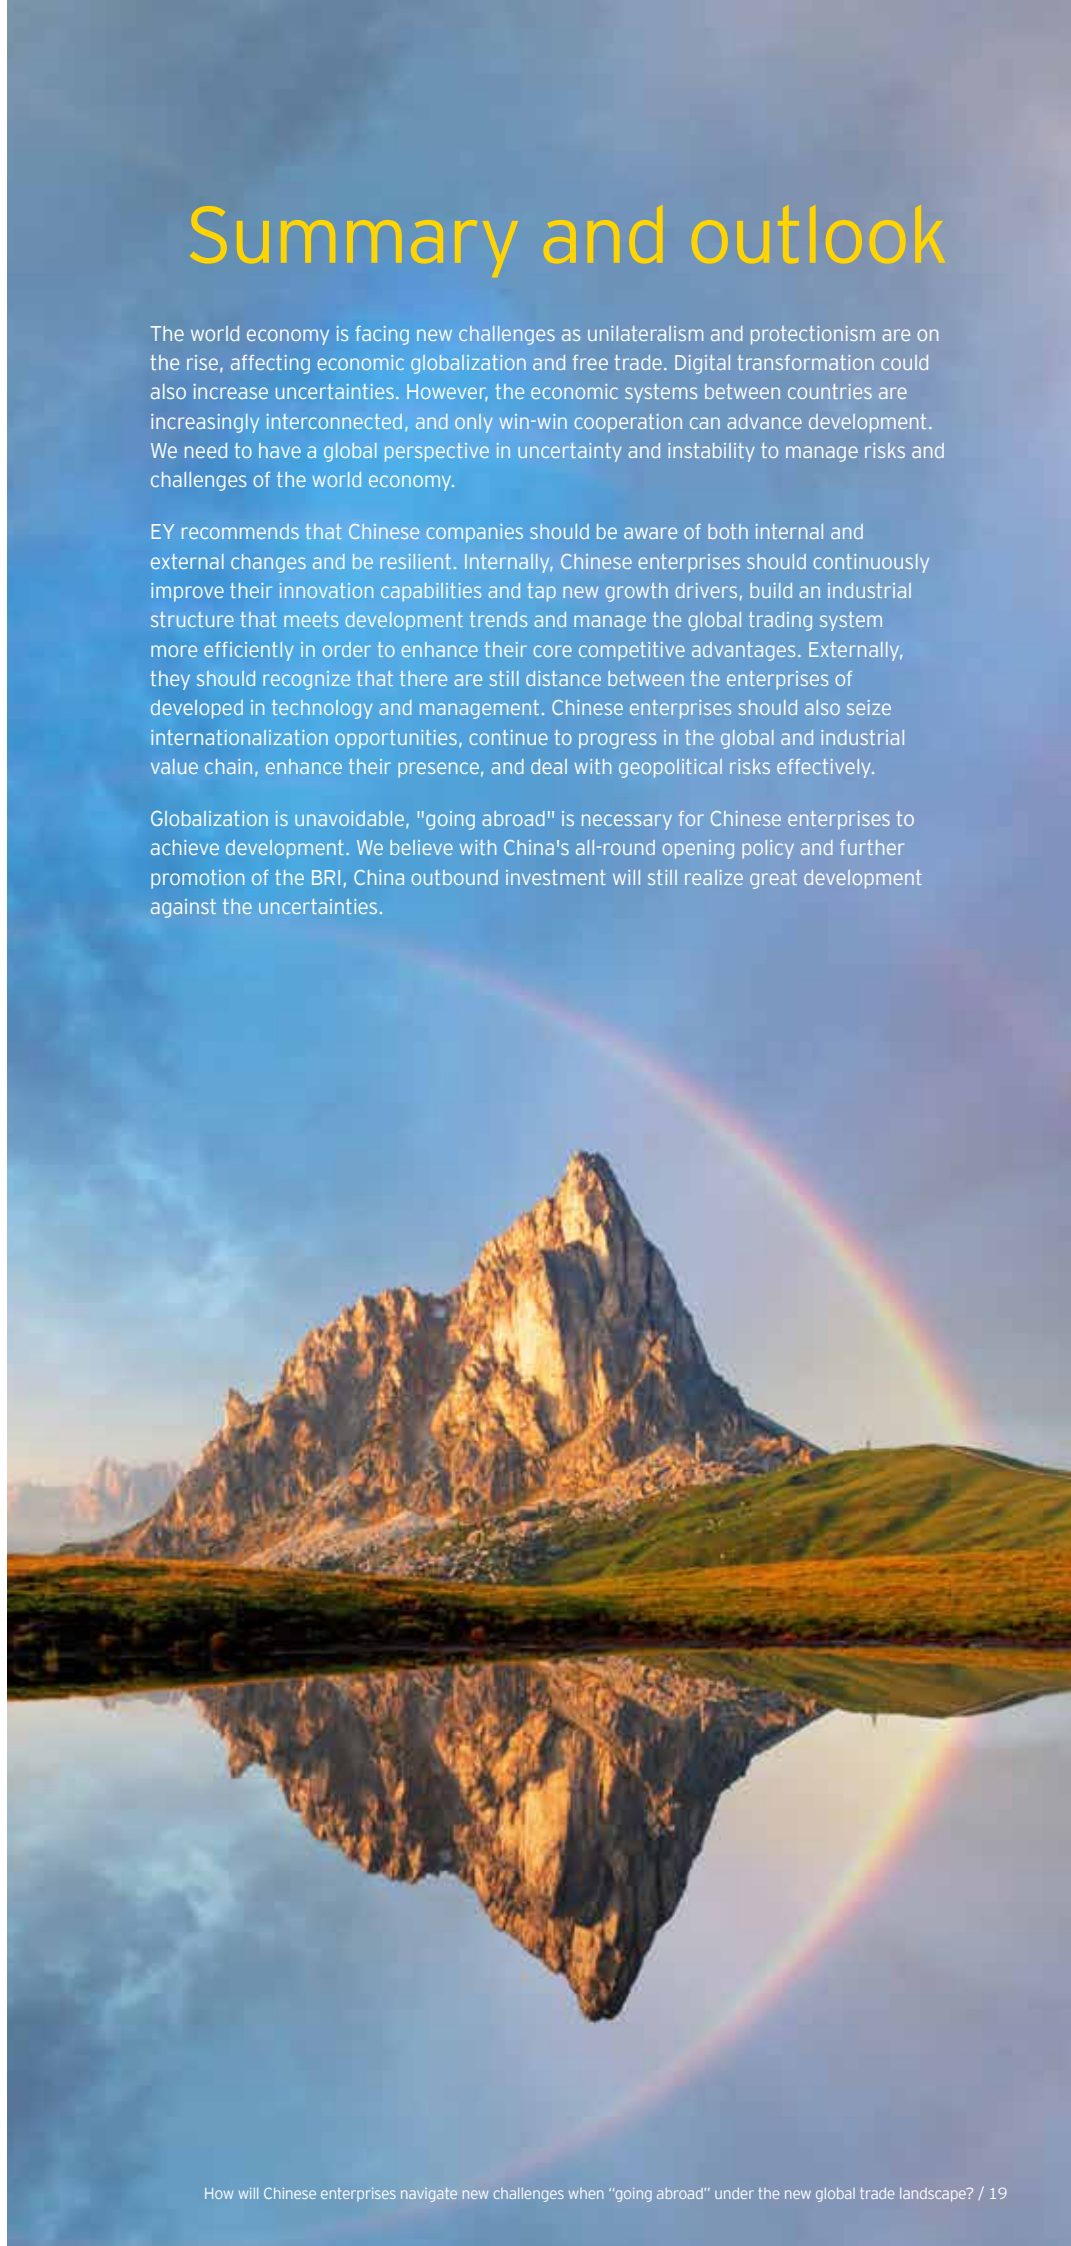 Summary and outlook
The world economy is facing new challenges as unilateralism and protectionism are on
the rise, affecting economic globalization and free trade. Digital transformation could
also increase uncertainties. However, the economic systems between countries are
increasingly interconnected, and only win-win cooperation can advance development.
We need to have a global perspective in uncertainty and instability to manage risks and
challenges of the world economy.
EY recommends that Chinese companies should be aware of both internal and
external changes and be resilient. Internally, Chinese enterprises should continuously
improve their innovation capabilities and tap new growth drivers, build an industrial
structure that meets development trends and manage the global trading system
more efficiently in order to enhance their core competitive advantages. Externally,
they should recognize that there are still distance between the enterprises of
developed in technology and management. Chinese enterprises should also seize
internationalization opportunities, continue to progress in the global and industrial
value chain, enhance their presence, and deal with geopolitical risks effectively.
Globalization is unavoidable, "going abroad" is necessary for Chinese enterprises to
achieve development. We believe with China's all-round opening policy and further
promotion of the BRI, China outbound investment will still realize great development
against the uncertainties.
How will Chinese enterprises navigate new challenges when “going abroad” under the new global trade landscape? / 19